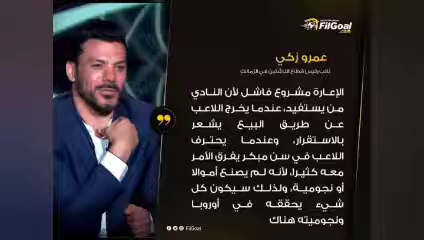 FilGoal
.com
عمرو زكي
نائب رئيس قطاع الناشئين في الزمالك
الإعارة مشروع فاشل لأن النادي
من يستفيد، عندما يخرج اللاعب
عن طريق البيع يشعر
بالاستقرار، وعندما يحترف
اللاعب في سن مبكر يفرق الأمر
معه كثيرا، لأنه لم يصنع أموالا
أو نجومية، ولذلك سيكون كل
شيء يحققه في أوروبا
ونجوميته هناك
FilGoal